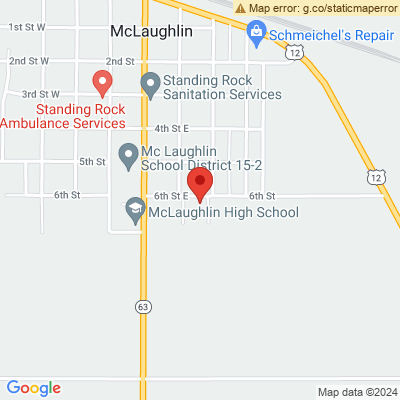 Map error: g.co/staticmaperror
1st St W
McLaughlin
Schmeichel's Repair
2nd St W
2nd St
12
Standing Rock
Sanitation Services
3rd St W
Standing Rock
Ambulance Services
4th St E
5th St
Mc Laughlin
School District 15-2
12
6th St
6th St E
6th St
McLaughlin High School
63
Google
Map data ©2024